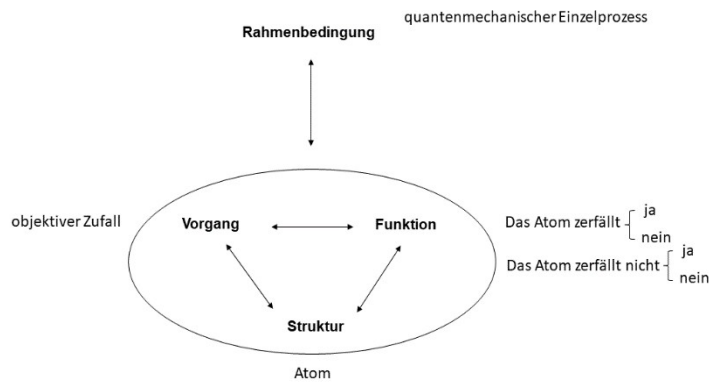 quantenmechanischer Einzelprozess
Rahmenbedingung
objektiver Zufall
Vorgang
Funktion
Das Atom zerfällt
ja
nein
Das Atom zerfällt nicht
ja
nein
Struktur
Atom